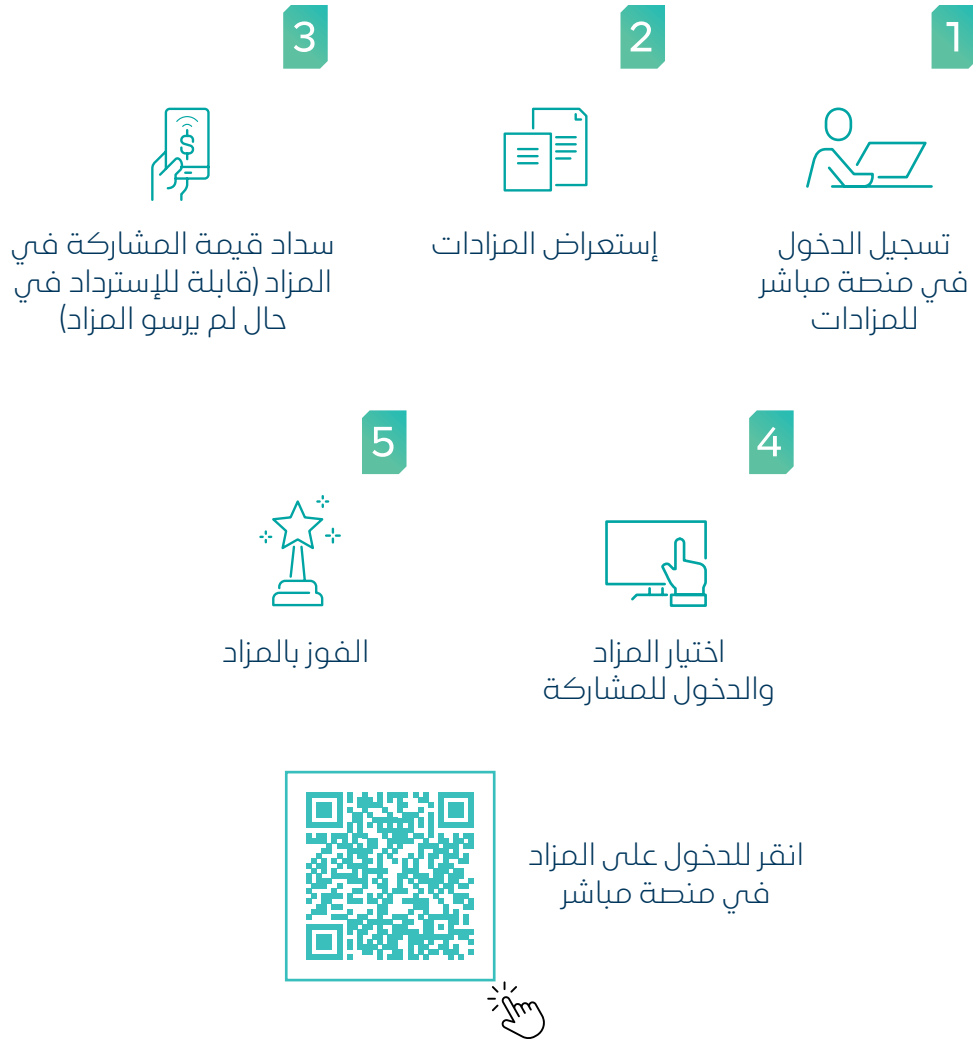 1
تسجيل الدخول
في منصة مباشر
للمزادات
2
إستعراض المزادات
3
سداد قيمة المشاركة في
المزاد (قابلة للإسترداد في
حال لم يرسو المزاد)
4
اختيار المزاد
والدخول للمشاركة
5
الفوز بالمزاد
انقر للدخول على المزاد
في منصة مباشر